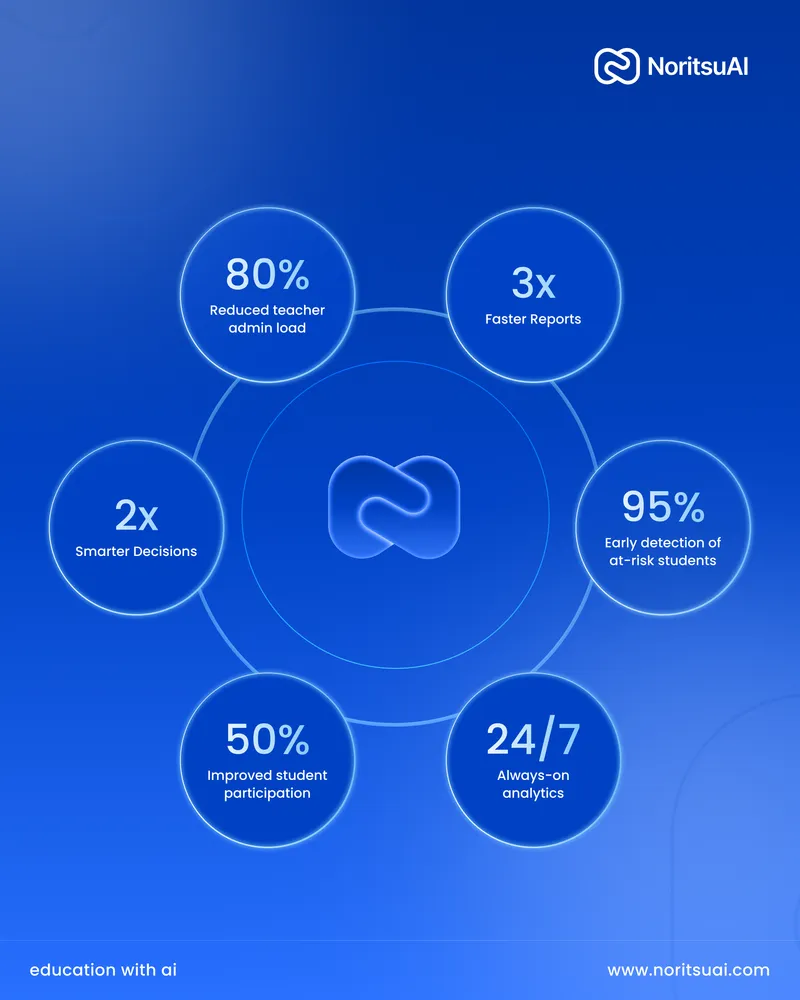 NoritsuAI
80%
Reduced teacher
admin load
3x
Faster Reports
2x
Smarter Decisions
95%
Early detection of
at-risk students
50%
Improved student
participation
24/7
Always-on
analytics
education with ai
www.noritsuai.com